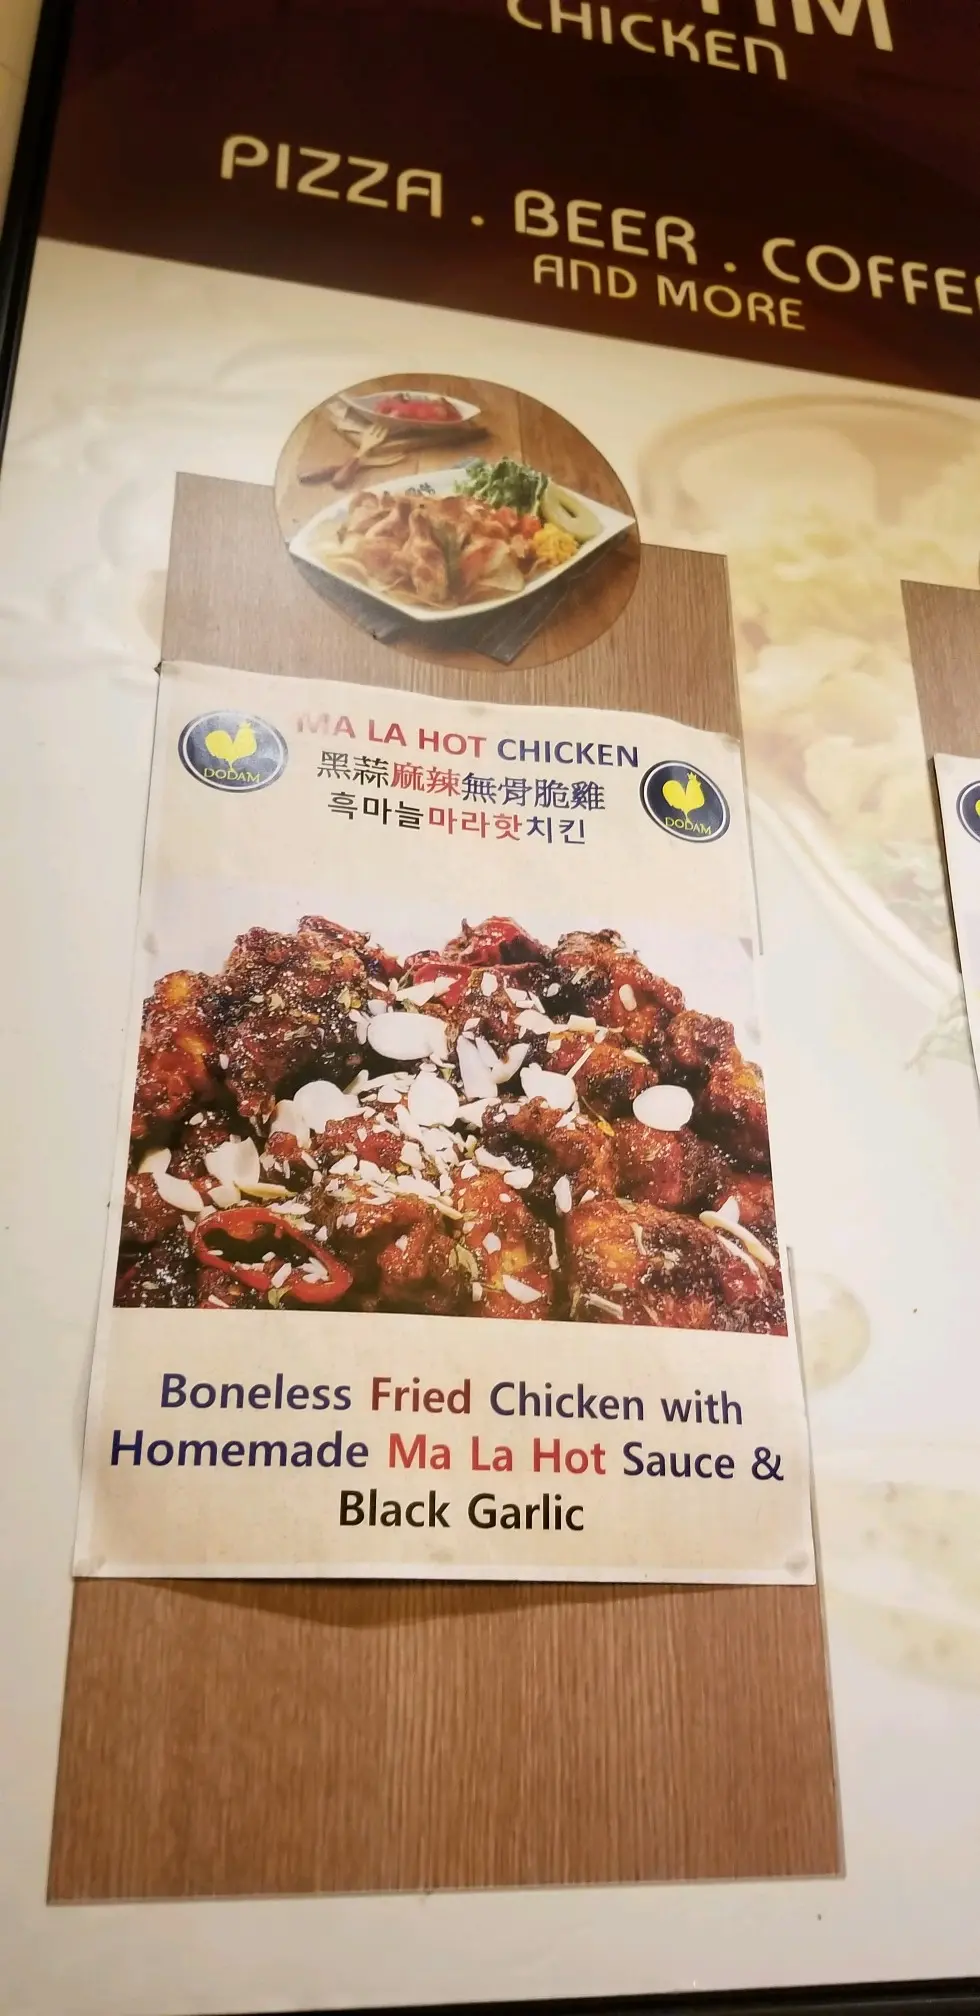 CHICKEN
PIZZA . BEER . COFFEE
AND MORE
MA LA HOT CHICKEN
黑蒜麻辣無骨脆雞
흑마늘마라핫치킨
DODAM
DODAM
Boneless Fried Chicken with
Homemade Ma La Hot Sauce &
Black Garlic